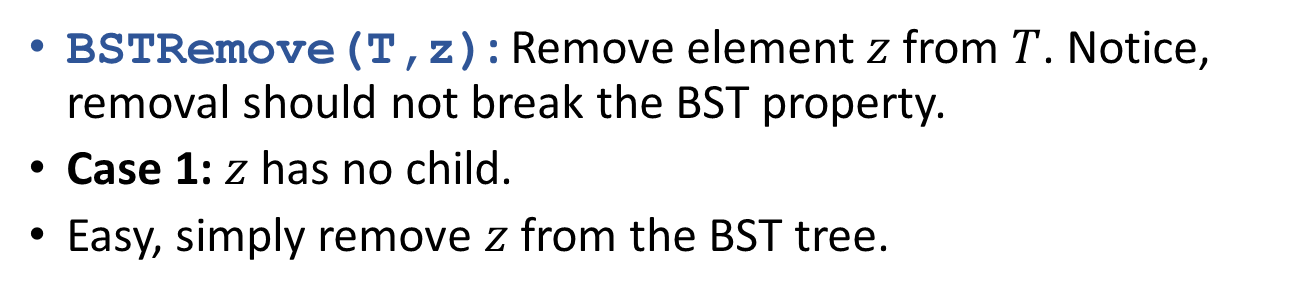 • BSTRemove(T,z): Remove element z from T. Notice,
removal should not break the BST property.
• Case 1: z has no child.
• Easy, simply remove z from the BST tree.